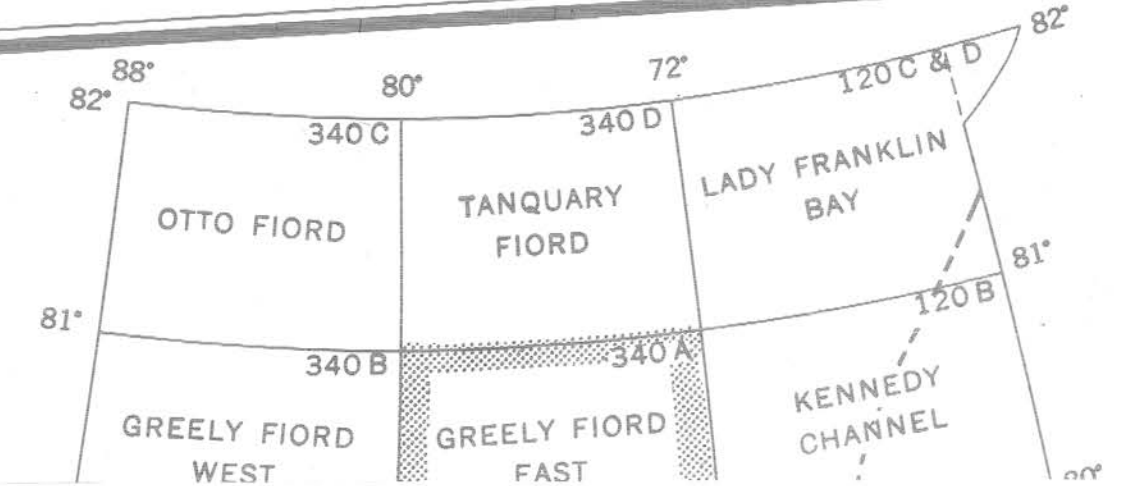 82°
88°
80°
72°
82°
120 C & D
340 C
340 D
LADY FRANKLIN
BAY
OTTO FIORD
TANQUARY
FIORD
81°
81°
120 B
340 B
340 A
KENNEDY
CHANNEL
GREELY FIORD
WEST
GREELY FIORD
EAST
80°